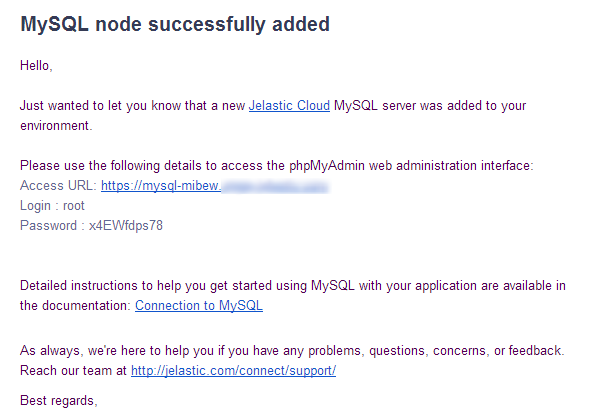 MySQL node successfully added
Hello,
Just wanted to let you know that a new Jelastic Cloud MySQL server was added to your
environment.
Please use the following details to access the phpMyAdmin web administration interface:
Access URL: https://mysql-mibew.
Login : root
Password : x4EWfdps78
Detailed instructions to help you get started using MySQL with your application are available in
the documentation: Connection to MySQL
As always, we're here to help you if you have any problems, questions, concerns, or feedback.
Reach our team at http://jelastic.com/connect/support/
Best regards,